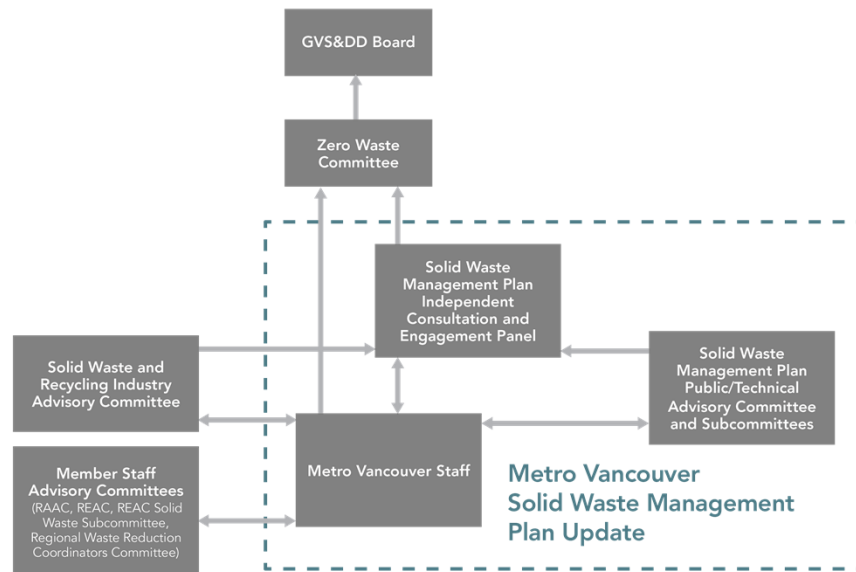 GVS&DD Board
Zero Waste
Committee
Solid Waste
Management Plan
Independent
Consultation and
Engagement Panel
Solid Waste and
Recycling Industry
Advisory Committee
Solid Waste
Management Plan
Public/Technical
Advisory Committee
and Subcommittees
Member Staff
Advisory Committees
(RAAC, REAC, REAC Solid
Waste Subcommittee,
Regional Waste Reduction
Coordinators Committee)
Metro Vancouver Staff
Metro Vancouver
Solid Waste Management
Plan Update